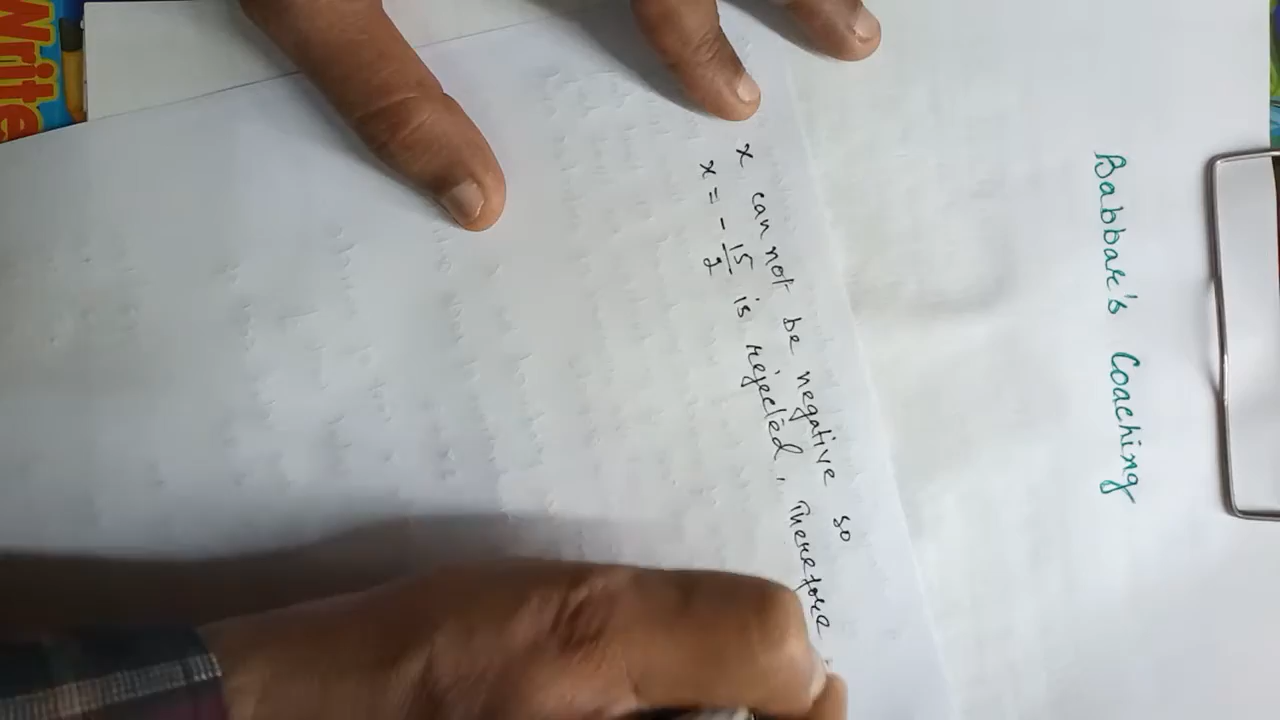 Babbar's Coaching
x can not be negative so
x = - 15/2 is rejected. Therefore
Write